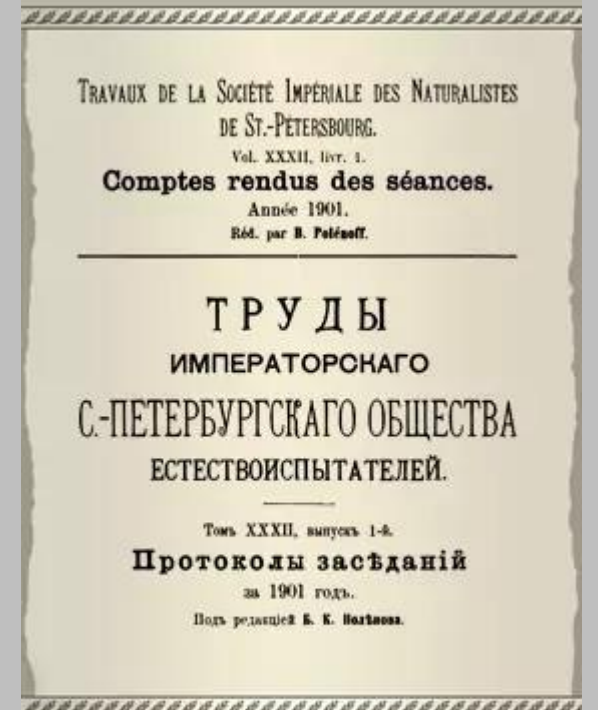 TRAVAUX DE LA SOCIÉTÉ IMPÉRIALE DES NATURALISTES
DE ST.-PÉTERSBOURG.
Vol. XXXII, livr. 1.
Comptes rendus des séances.
Année 1901.
Réd. par B. Polénoff.
ТРУДЫ
ИМПЕРАТОРСКАГО
С.-ПЕТЕРБУРГСКАГО ОБЩЕСТВА
ЕСТЕСТВОИСПЫТАТЕЛЕЙ.
Томъ XXXII, выпускъ 1-й.
Протоколы засѣданій
за 1901 годъ.
Подъ редакціей Б. К. Полѣнова.